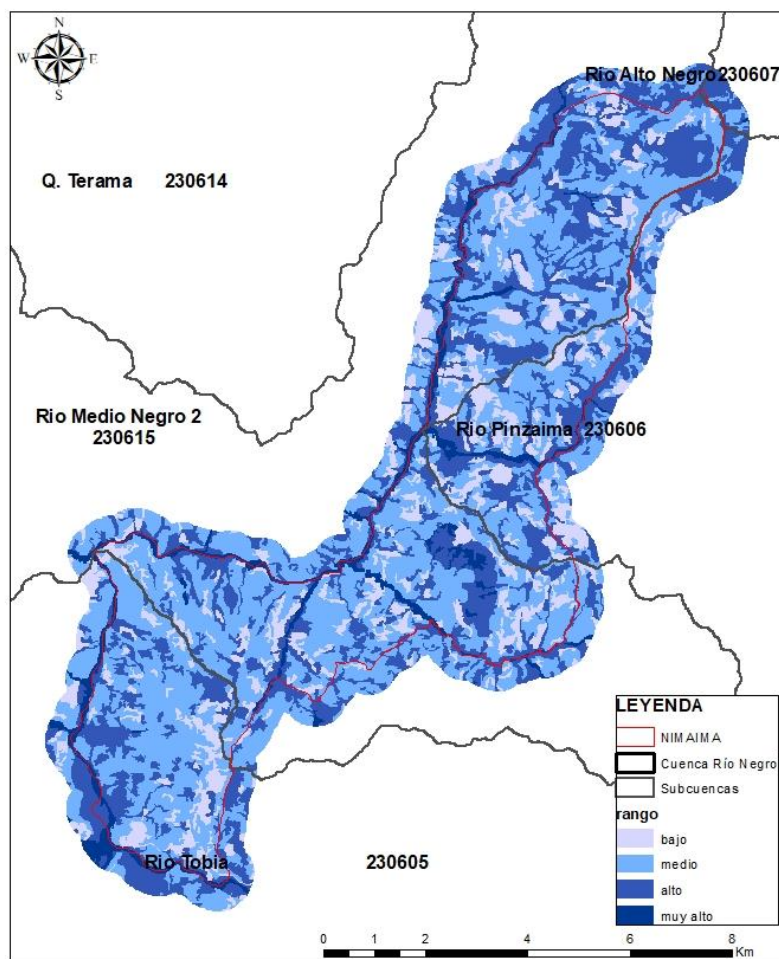 N
W E
S
Rio Alto Negro 230607
Q. Terama 230614
Rio Medio Negro 2
230615
Rio Pinzaima 230606
Rio Tobia 230605
LEYENDA
NIMAIMA
Cuenca Río Negro
Subcuencas
rango
bajo
medio
alto
muy alto
0 2 4 6 8
Km